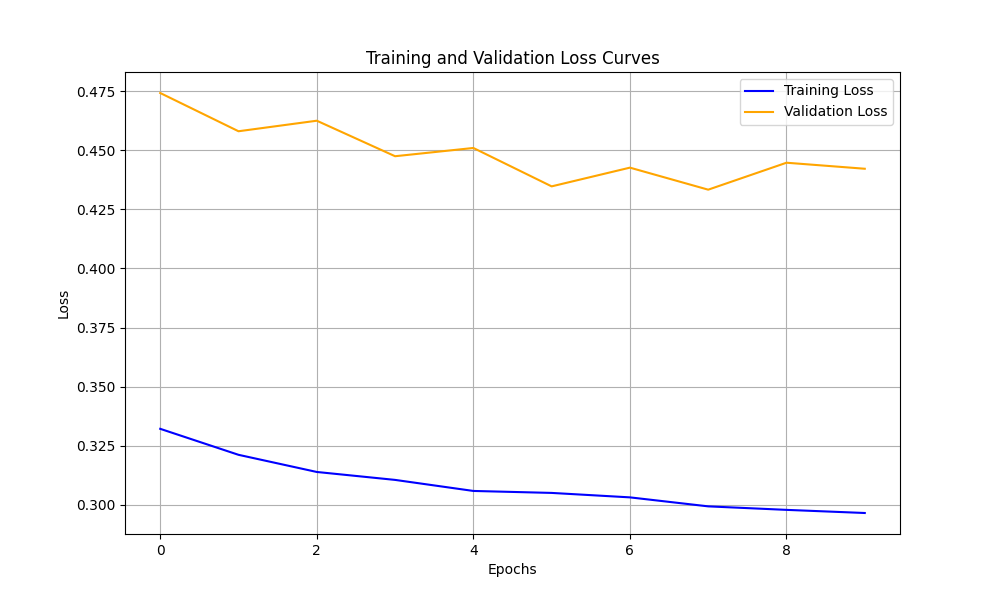 Training and Validation Loss Curves
Training Loss
Validation Loss
0.475
0.450
0.425
0.400
0.375
0.350
0.325
0.300
Loss
0 2 4 6 8
Epochs